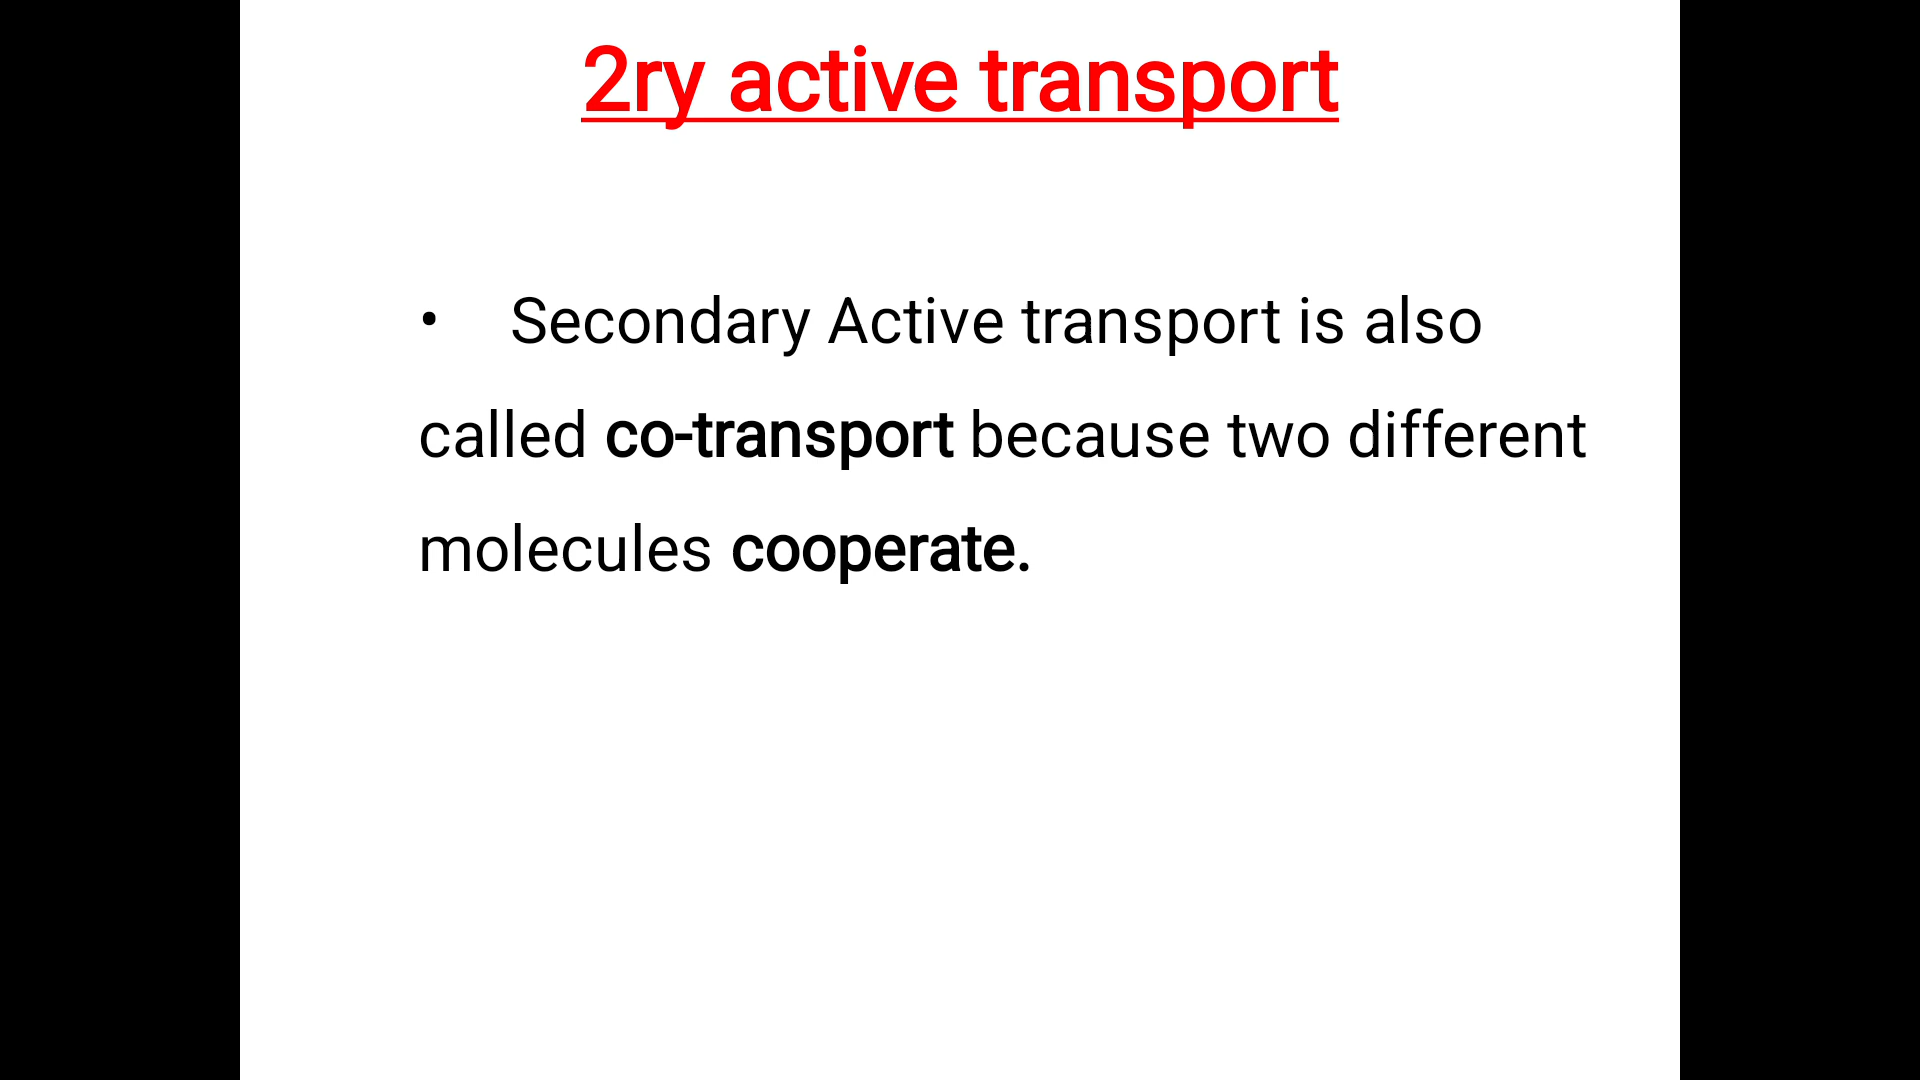 2ry active transport
• Secondary Active transport is also
called co-transport because two different
molecules cooperate.